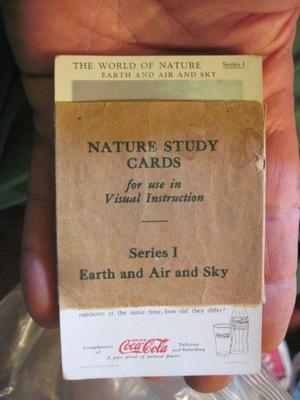 THE WORLD OF NATURE Series I
EARTH AND AIR AND SKY
NATURE STUDY
CARDS
for use in
Visual Instruction
Series I
Earth and Air and Sky
rainbows at the same time, how did they differ?
Compliments
of
DRINK
Coca-Cola
Delicious
and Refreshing
A pure drink of natural flavors